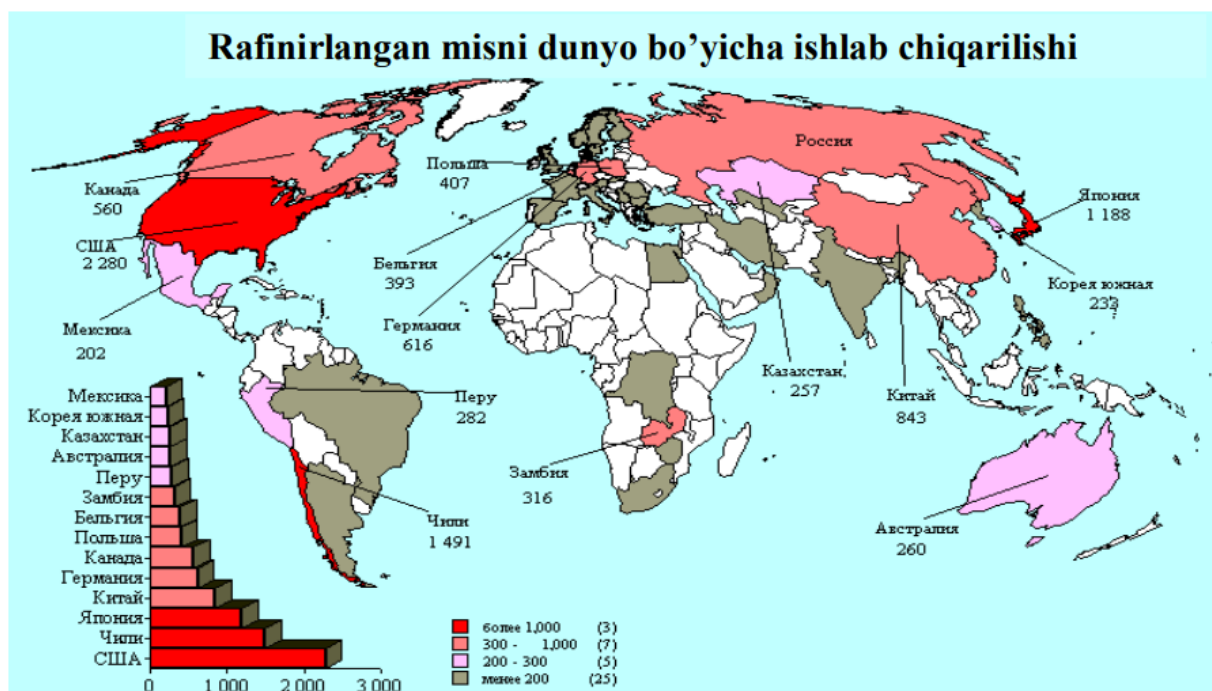 Rafinirlangan misni dunyo bo’yicha ishlab chiqarilishi
Россия
Польша
407
Канада
560
Япония
1 188
США
2 280
Бельгия
393
Корея южная
233
?
Мексика
202
Германия
616
Казахстан,
257
Китай
843
Перу
282
Замбия
316
Чили
1 491
Австралия
260
Мексика
Корея южная
Казахстан
Австралия
Перу
Замбия
Бельгия
Польша
Канада
Германия
Китай
Япония
Чили
США
0 1 000 2 000 3 000
более 1,000 (3)
300 - 1,000 (7)
200 - 300 (5)
менее 200 (25)